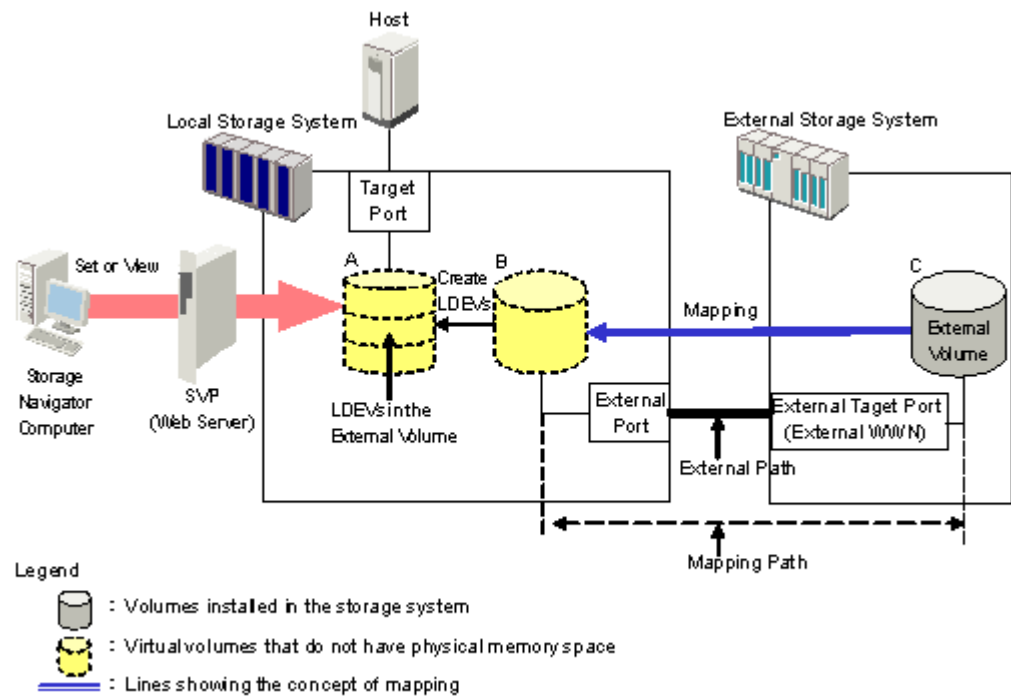 Host
Local Storage System
External Storage System
Target
Port
Set or View
A
Create
LDEVs
B
C
Mapping
External
Volume
Storage
Navigator
Computer
SVP
(Web Server)
LDEVs in the
External Volume
External
Port
External Taget Port
(External WWN)
External Path
Mapping Path
Legend
: Volumes installed in the storage system
: Virtual volumes that do not have physical memory space
: Lines showing the concept of mapping